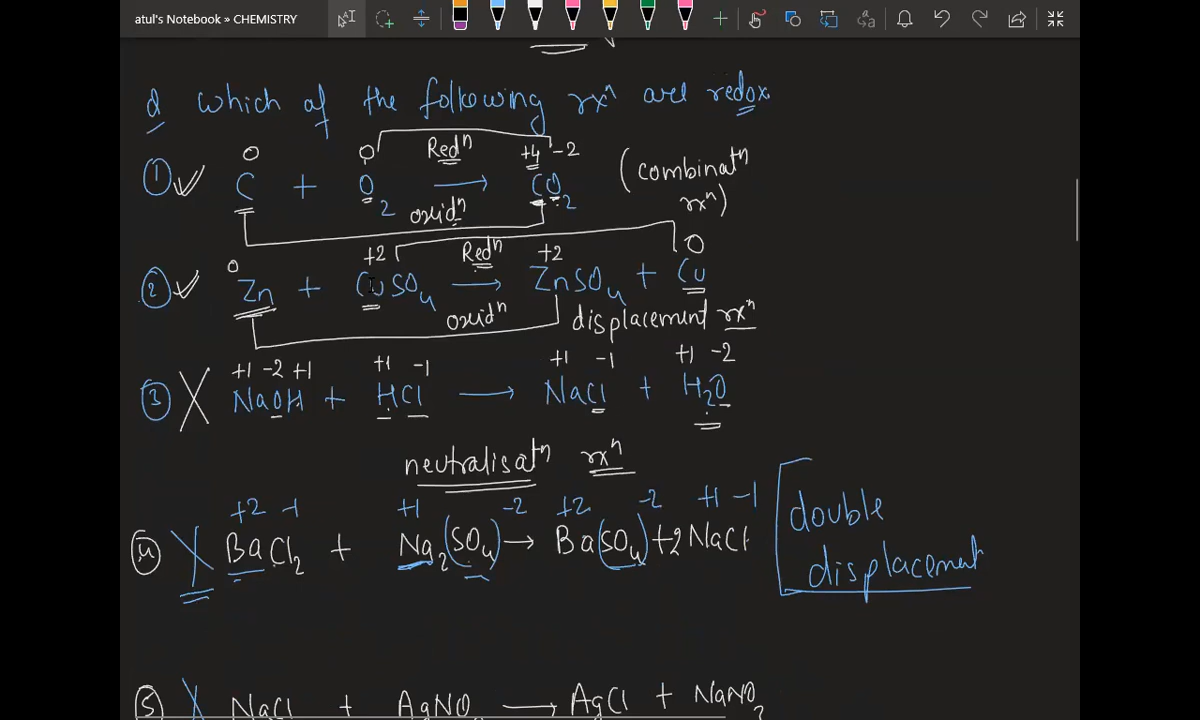 atul's Notebook » CHEMISTRY
d which of the following rxⁿ are redox
0 0 Redⁿ +4 -2
① C + O₂ → CO₂ (combinatⁿ rxⁿ)
oxidⁿ
0 +2 Redⁿ +2 0
② Zn + CuSO₄ → ZnSO₄ + Cu
oxidⁿ displacement rxⁿ
+1 -2 +1 +1 -1 +1 -1 +1 -2
③ X NaOH + HCl → NaCl + H₂O
neutralisatⁿ rxⁿ
+2 -1 +1 -2 +2 -2 +1 -1
④ X BaCl₂ + Na₂(SO₄) → Ba(SO₄) + 2 NaCl
double
displacement
⑤ X NaCl + AgNO₃ → AgCl + NaNO₃